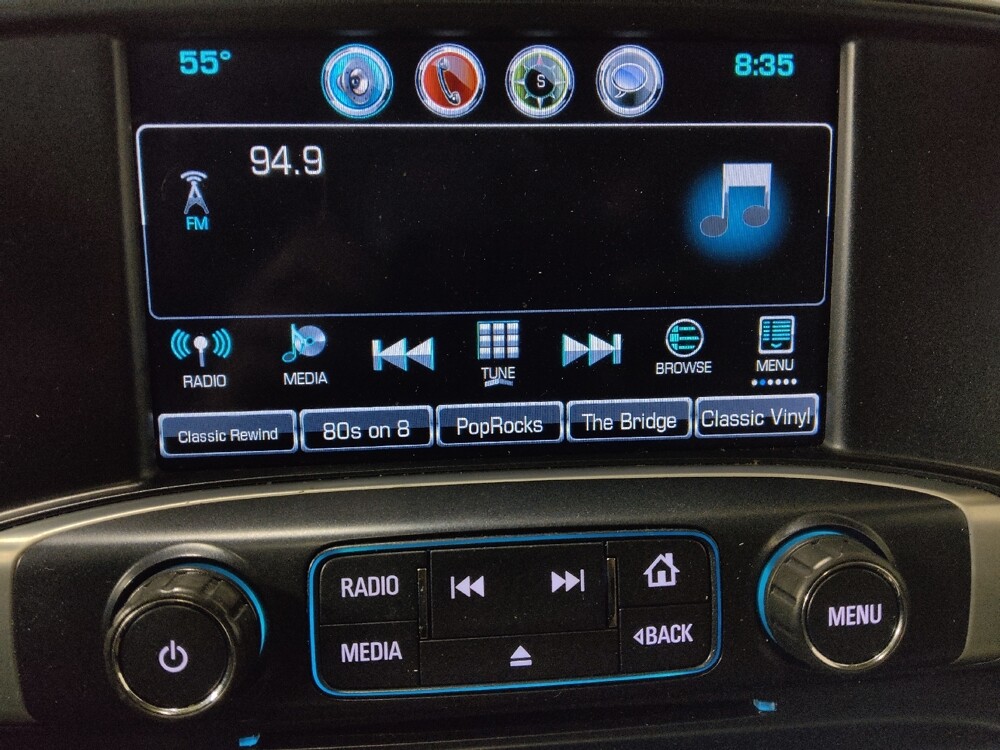 55° S 8:35
94.9
FM
RADIO MEDIA TUNE BROWSE MENU
Classic Rewind 80s on 8 PopRocks The Bridge Classic Vinyl
RADIO
MEDIA BACK
MENU